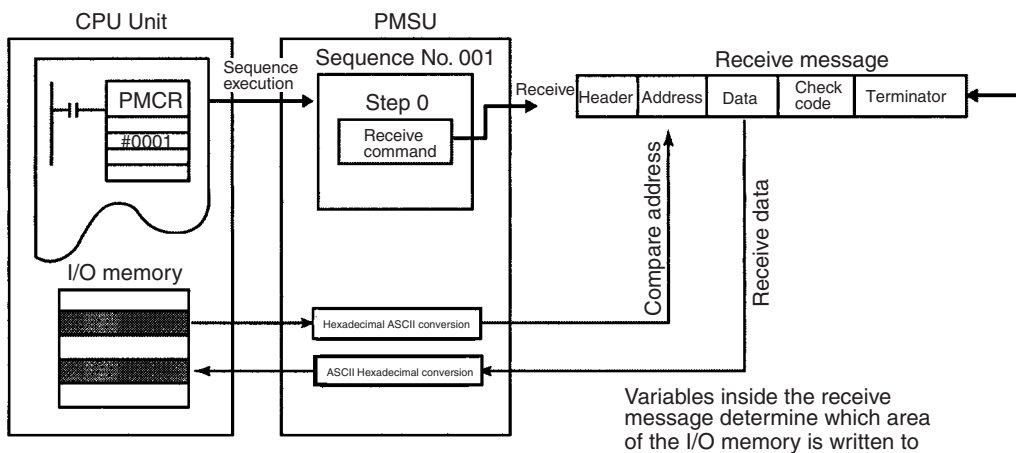 CPU Unit
PMSU
Receive message
Sequence No. 001
Sequence
execution
PMCR
#0001
Step 0
Receive
command
Receive
Header
Address
Data
Check
code
Terminator
Compare address
Receive data
I/O memory
Hexadecimal ASCII conversion
ASCII Hexadecimal conversion
Variables inside the receive
message determine which area
of the I/O memory is written to